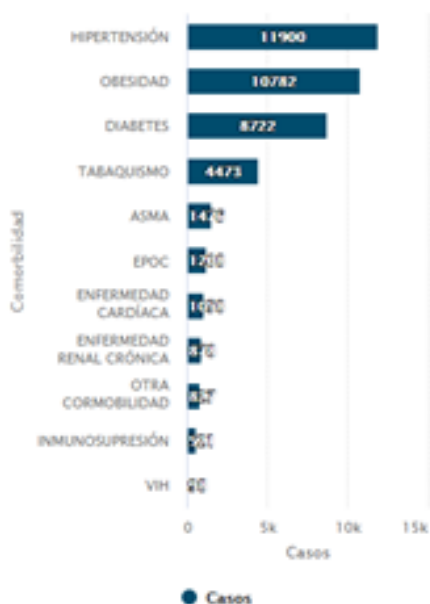 HIPERTENSIÓN
11900
OBESIDAD
10782
DIABETES
8722
TABAQUISMO
4473
ASMA
EPOC
ENFERMEDAD
CARDÍACA
ENFERMEDAD
RENAL CRÓNICA
OTRA
CORMOBILIDAD
INMUNOSUPRESIÓN
VIH
Comorbilidad
0 5k 10k 15k
Casos
Casos